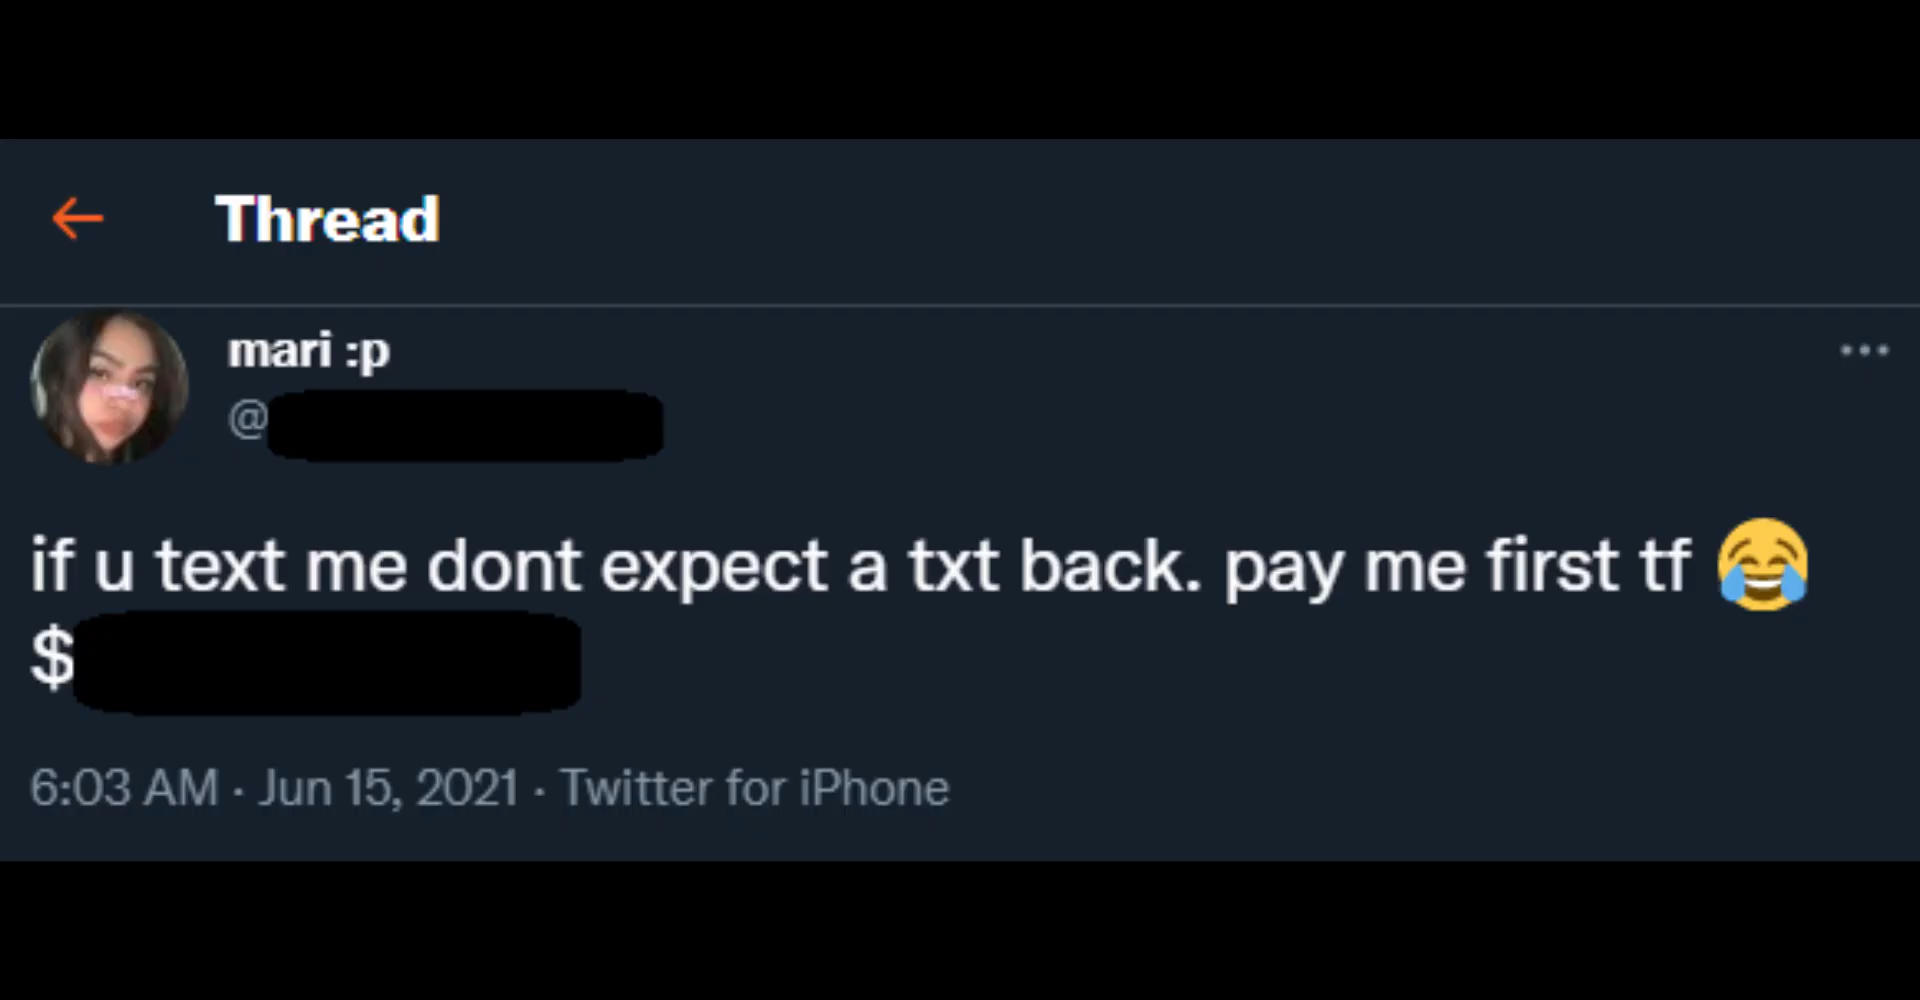 Thread
mari :p
@
if u text me dont expect a txt back. pay me first tf 😂
$
6:03 AM · Jun 15, 2021 · Twitter for iPhone